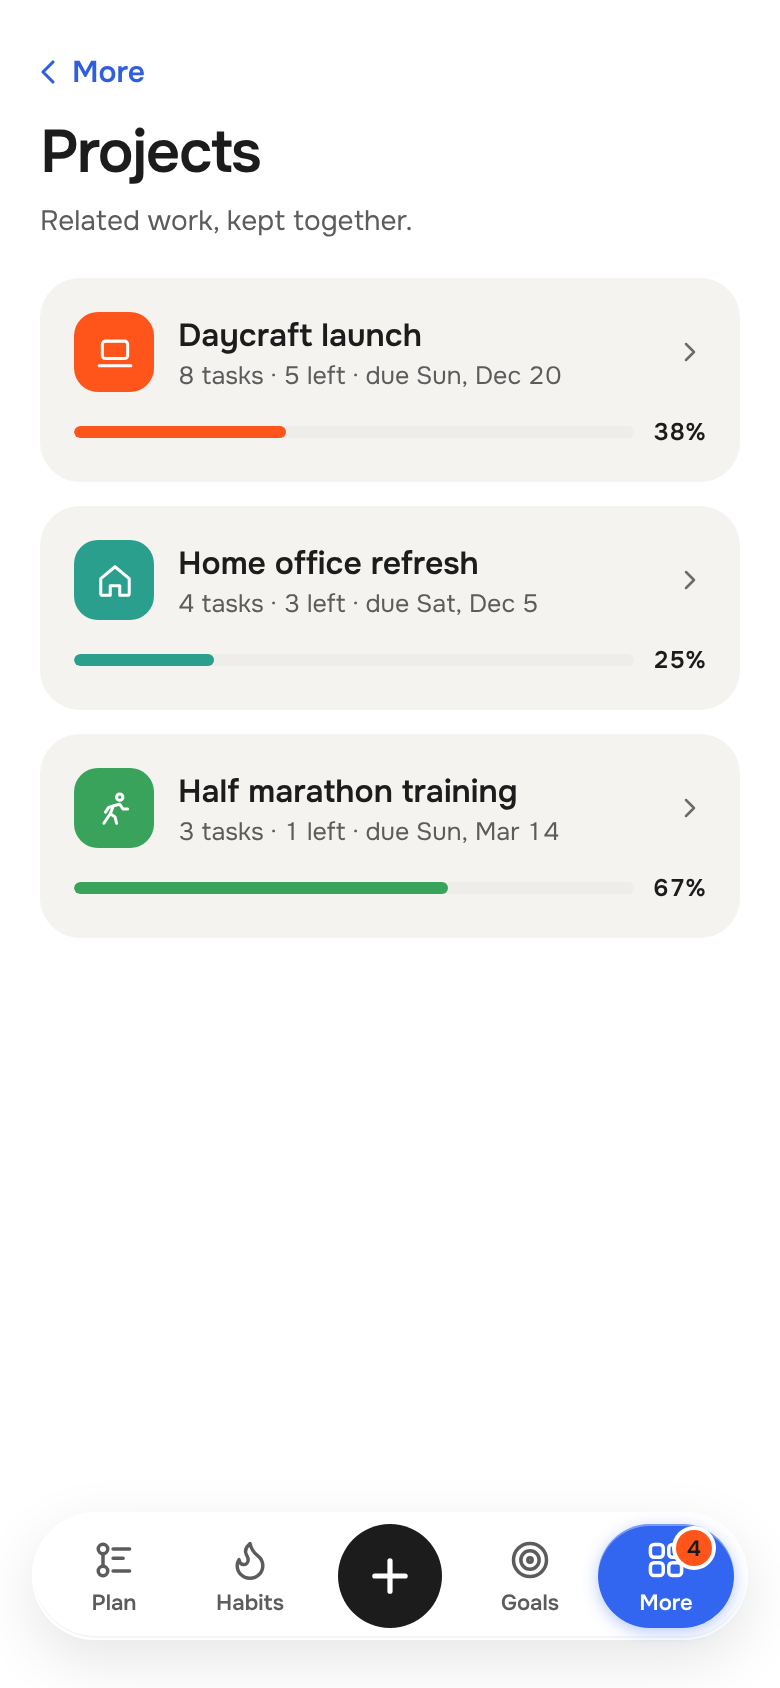 More
Projects
Related work, kept together.
Daycraft launch
8 tasks · 5 left · due Sun, Dec 20
38%
Home office refresh
4 tasks · 3 left · due Sat, Dec 5
25%
Half marathon training
3 tasks · 1 left · due Sun, Mar 14
67%
4
Plan
Habits
Goals
More